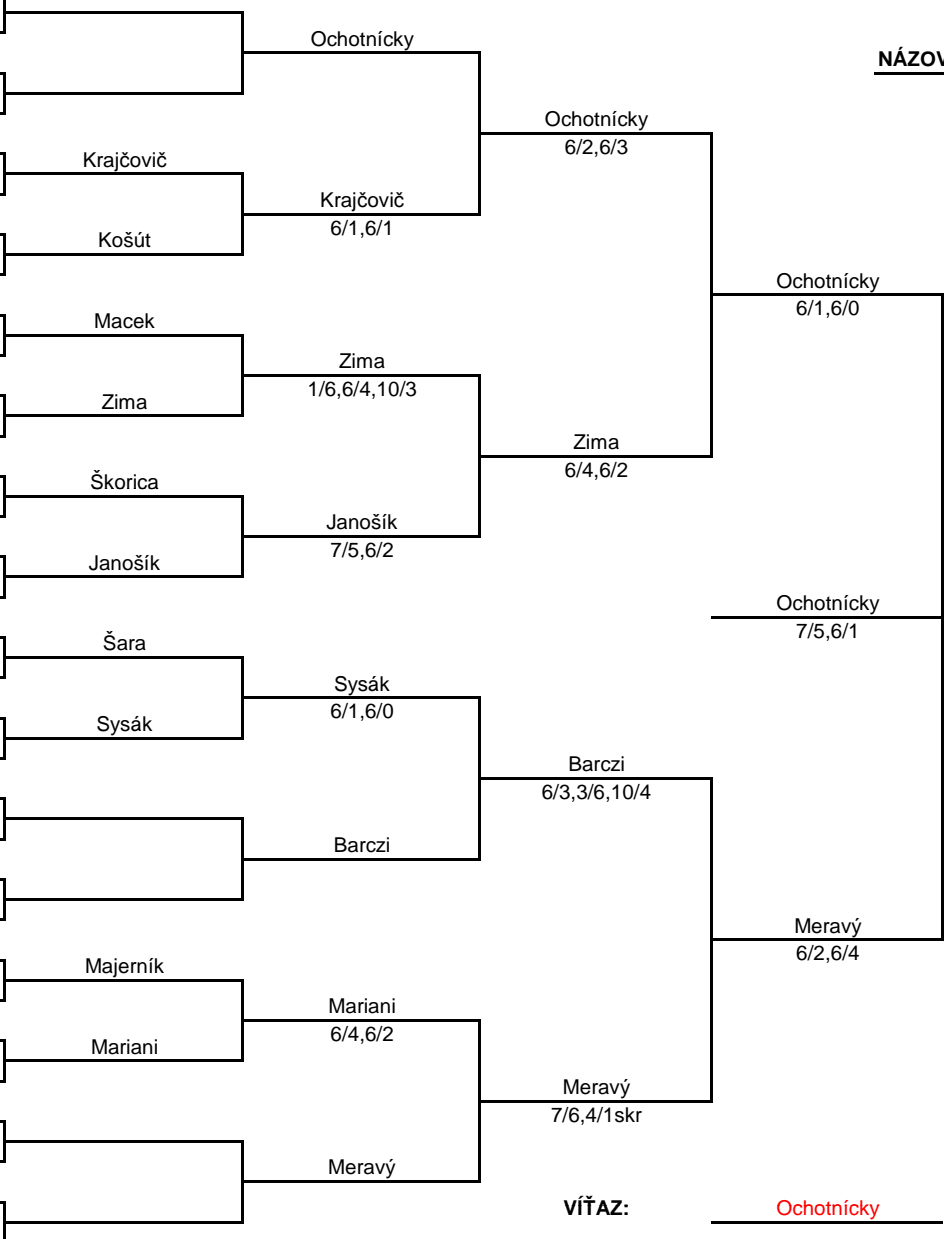 Ochotnícky
NÁZOV
Ochotnícky
6/2,6/3
Krajčovič
Krajčovič
6/1,6/1
Košút
Ochotnícky
6/1,6/0
Macek
Zima
1/6,6/4,10/3
Zima
Zima
6/4,6/2
Škorica
Janošík
7/5,6/2
Janošík
Ochotnícky
7/5,6/1
Šara
Sysák
6/1,6/0
Sysák
Barczi
6/3,3/6,10/4
Barczi
Meravý
6/2,6/4
Majerník
Mariani
6/4,6/2
Mariani
Meravý
7/6,4/1skr
Meravý
VÍŤAZ:
Ochotnícky